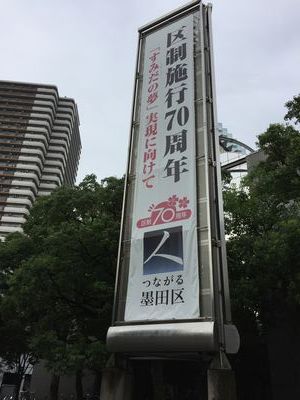 区制施行70周年
「すみだの夢」実現に向けて
区制70周年
人
つながる
墨田区